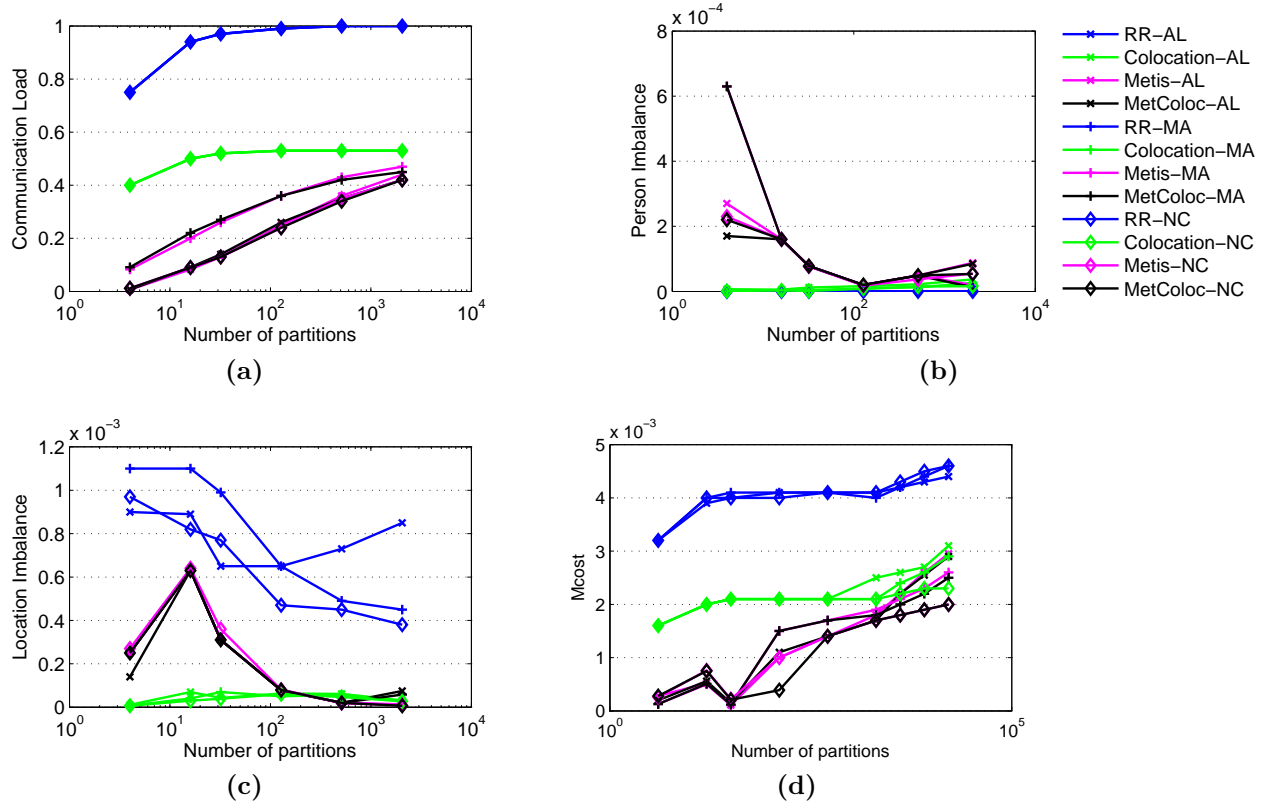 1
0.8
0.6
0.4
0.2
0
10^0
10^1
10^2
10^3
10^4
Communication Load
Number of partitions
(a)
x 10^−4
8
6
4
2
0
10^0
10^2
10^4
Person Imbalance
Number of partitions
(b)
RR−AL
Colocation−AL
Metis−AL
MetColoc−AL
RR−MA
Colocation−MA
Metis−MA
MetColoc−MA
RR−NC
Colocation−NC
Metis−NC
MetColoc−NC
x 10^−3
1.2
1.0
0.8
0.6
0.4
0.2
0
10^0
10^1
10^2
10^3
10^4
Location Imbalance
Number of partitions
(c)
x 10^−3
5
4
3
2
1
0
10^0
10^5
Mcost
Number of partitions
(d)